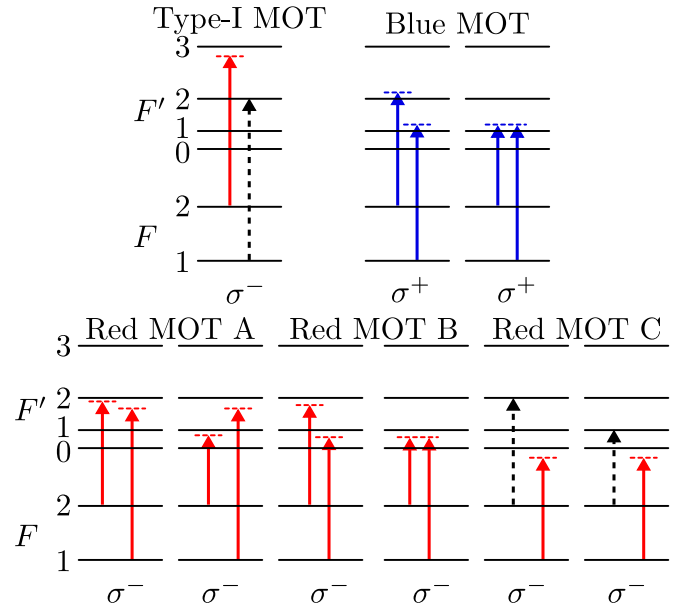 Type-I MOT Blue MOT
3
2
F′
1
0
2
F
1
σ⁻ σ⁺ σ⁺
Red MOT A Red MOT B Red MOT C
3
2
F′
1
0
2
F
1
σ⁻ σ⁻ σ⁻ σ⁻ σ⁻ σ⁻